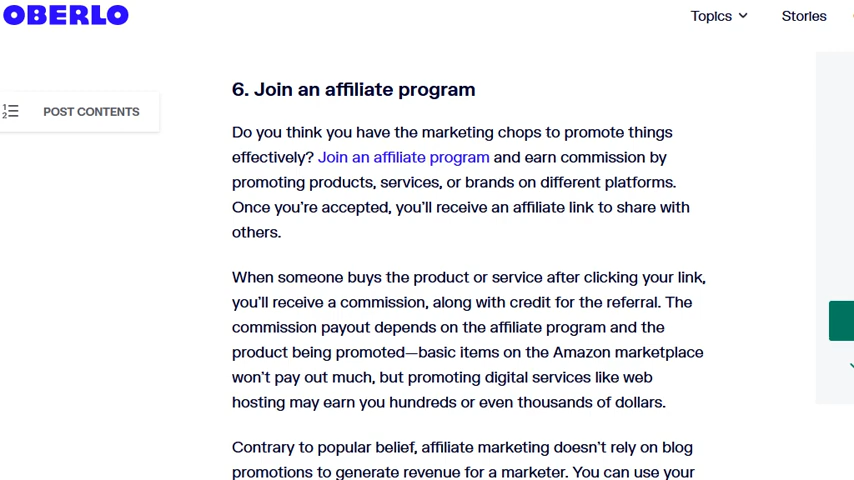 OBERLO
Topics
Stories
POST CONTENTS
6. Join an affiliate program
Do you think you have the marketing chops to promote things
effectively? Join an affiliate program and earn commission by
promoting products, services, or brands on different platforms.
Once you’re accepted, you’ll receive an affiliate link to share with
others.
When someone buys the product or service after clicking your link,
you’ll receive a commission, along with credit for the referral. The
commission payout depends on the affiliate program and the
product being promoted—basic items on the Amazon marketplace
won’t pay out much, but promoting digital services like web
hosting may earn you hundreds or even thousands of dollars.
Contrary to popular belief, affiliate marketing doesn’t rely on blog
promotions to generate revenue for a marketer. You can use your